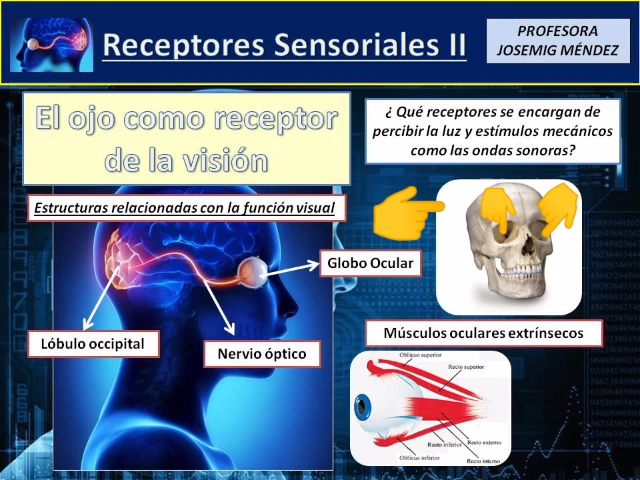 Receptores Sensoriales II
PROFESORA
JOSEMIG MÉNDEZ
El ojo como receptor
de la visión
¿ Qué receptores se encargan de
percibir la luz y estímulos mecánicos
como las ondas sonoras?
Estructuras relacionadas con la función visual
Globo Ocular
Lóbulo occipital
Nervio óptico
Músculos oculares extrínsecos
Oblicuo superior
Recto superior
Recto inferior
Recto externo
Oblicuo inferior
Recto interno